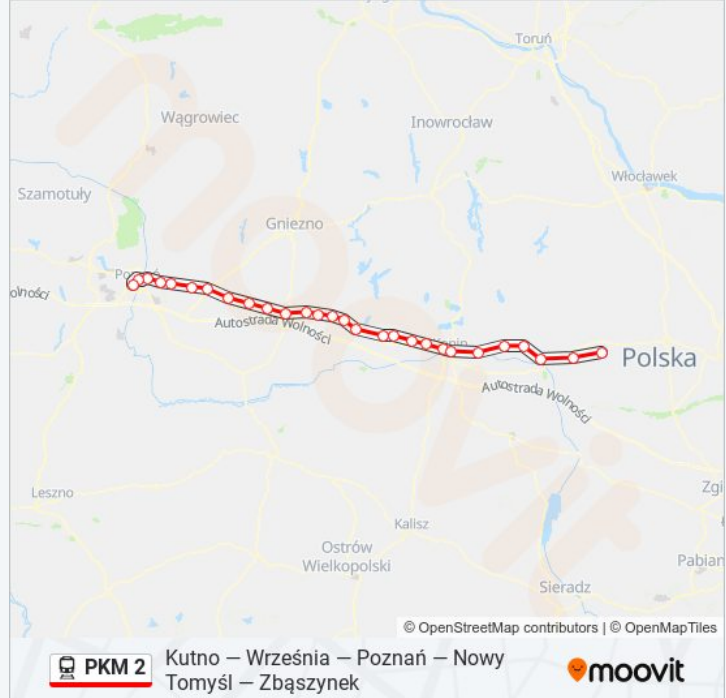 Toruń
Wągrowiec
Inowrocław
Włocławek
Szamotuły
Gniezno
Autostrada Wolności
Polska
Autostrada Wolności
Zgi
Leszno
Kalisz
Ostrów
Wielkopolski
Pabian
Sieradz
© OpenStreetMap contributors | © OpenMapTiles
PKM 2
Kutno — Września — Poznań — Nowy
Tomyśl — Zbąszynek
moovit